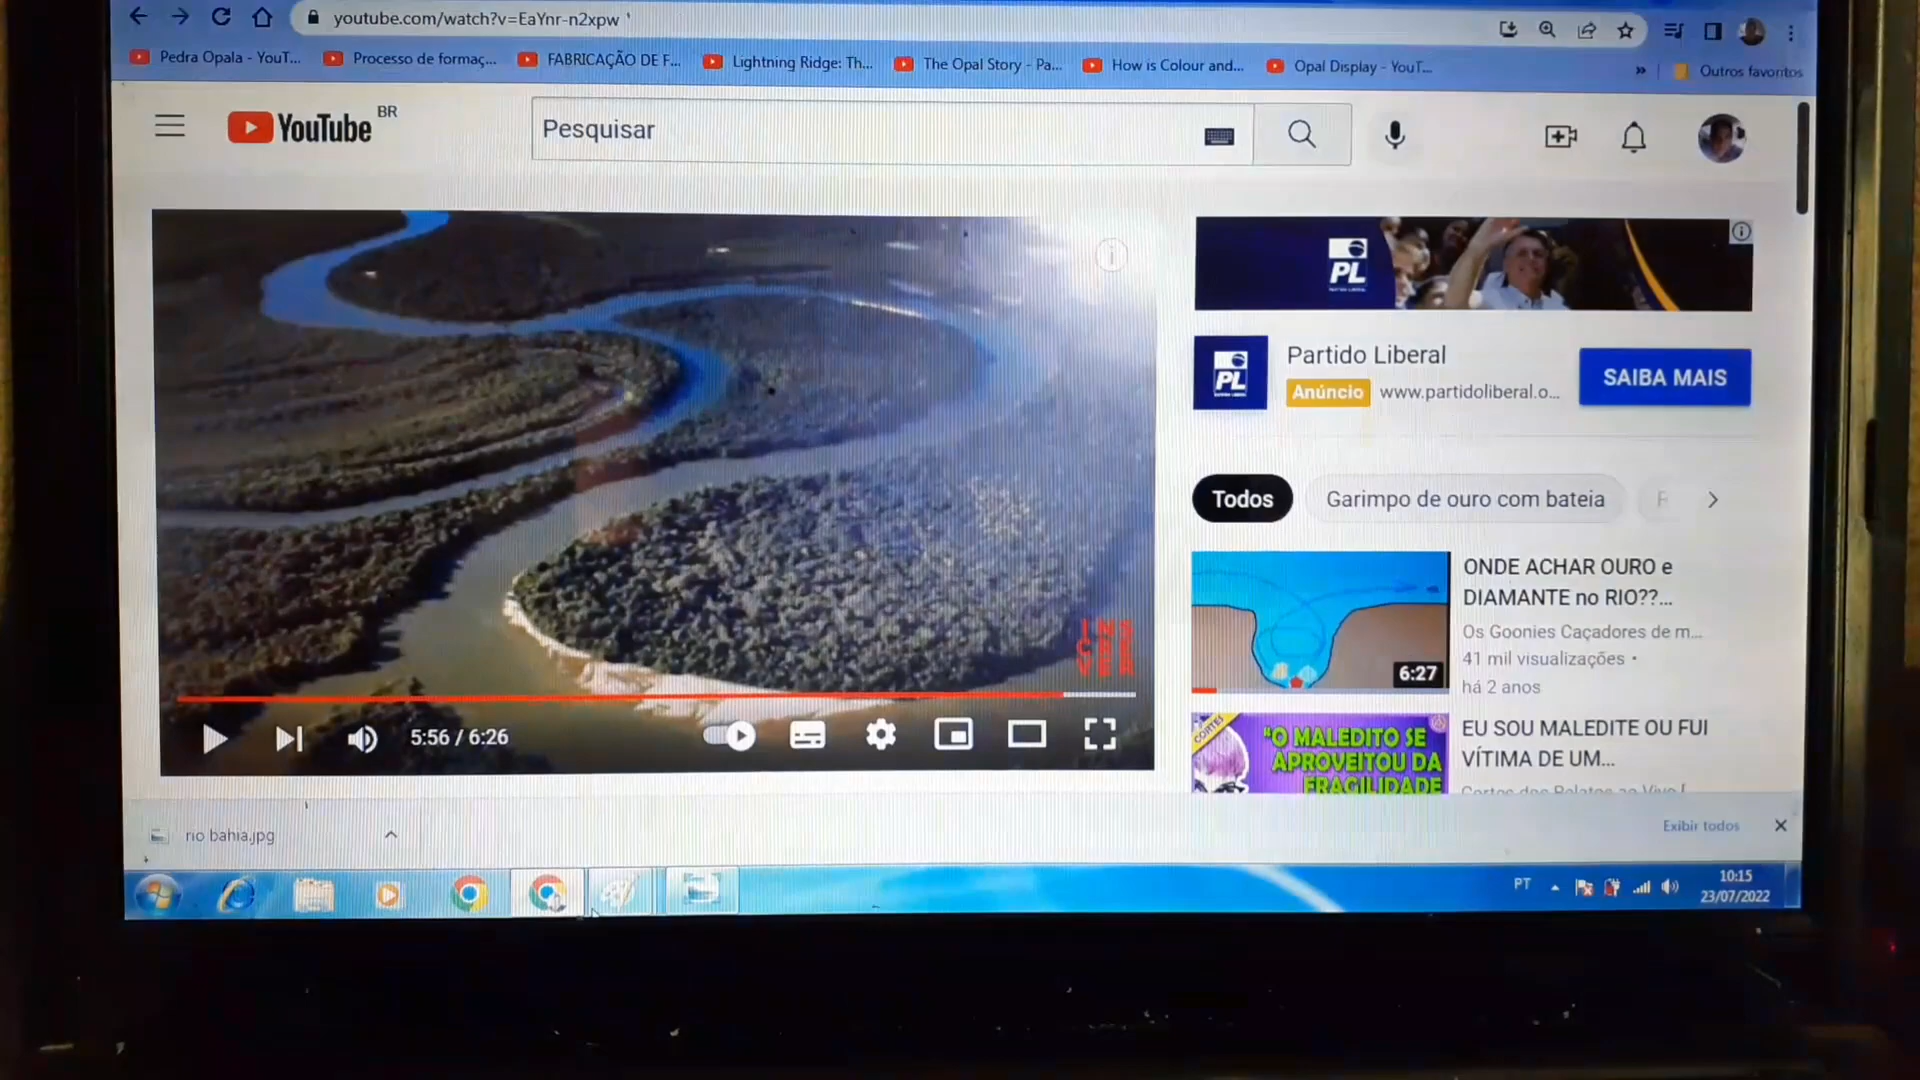 youtube.com/watch?v=EaYnr-n2xpw
Pedra Opala - YouT...
Processo de formaç...
FABRICAÇÃO DE F...
Lightning Ridge: Th...
The Opal Story - Pa...
How is Colour and...
Opal Display - YouT...
»
Outros favoritos
YouTube BR
Pesquisar
PL
PL
Partido Liberal
Anúncio www.partidoliberal.o...
SAIBA MAIS
Todos
Garimpo de ouro com bateia
ONDE ACHAR OURO e
DIAMANTE no RIO??...
Os Goonies Caçadores de m...
41 mil visualizações •
há 2 anos
6:27
CORTES
"O MALEDITO SE
APROVEITOU DA
FRAGILIDADE
EU SOU MALEDITE OU FUI
VÍTIMA DE UM...
5:56 / 6:26
rio bahia.jpg
Exibir todos
PT
10:15
23/07/2022